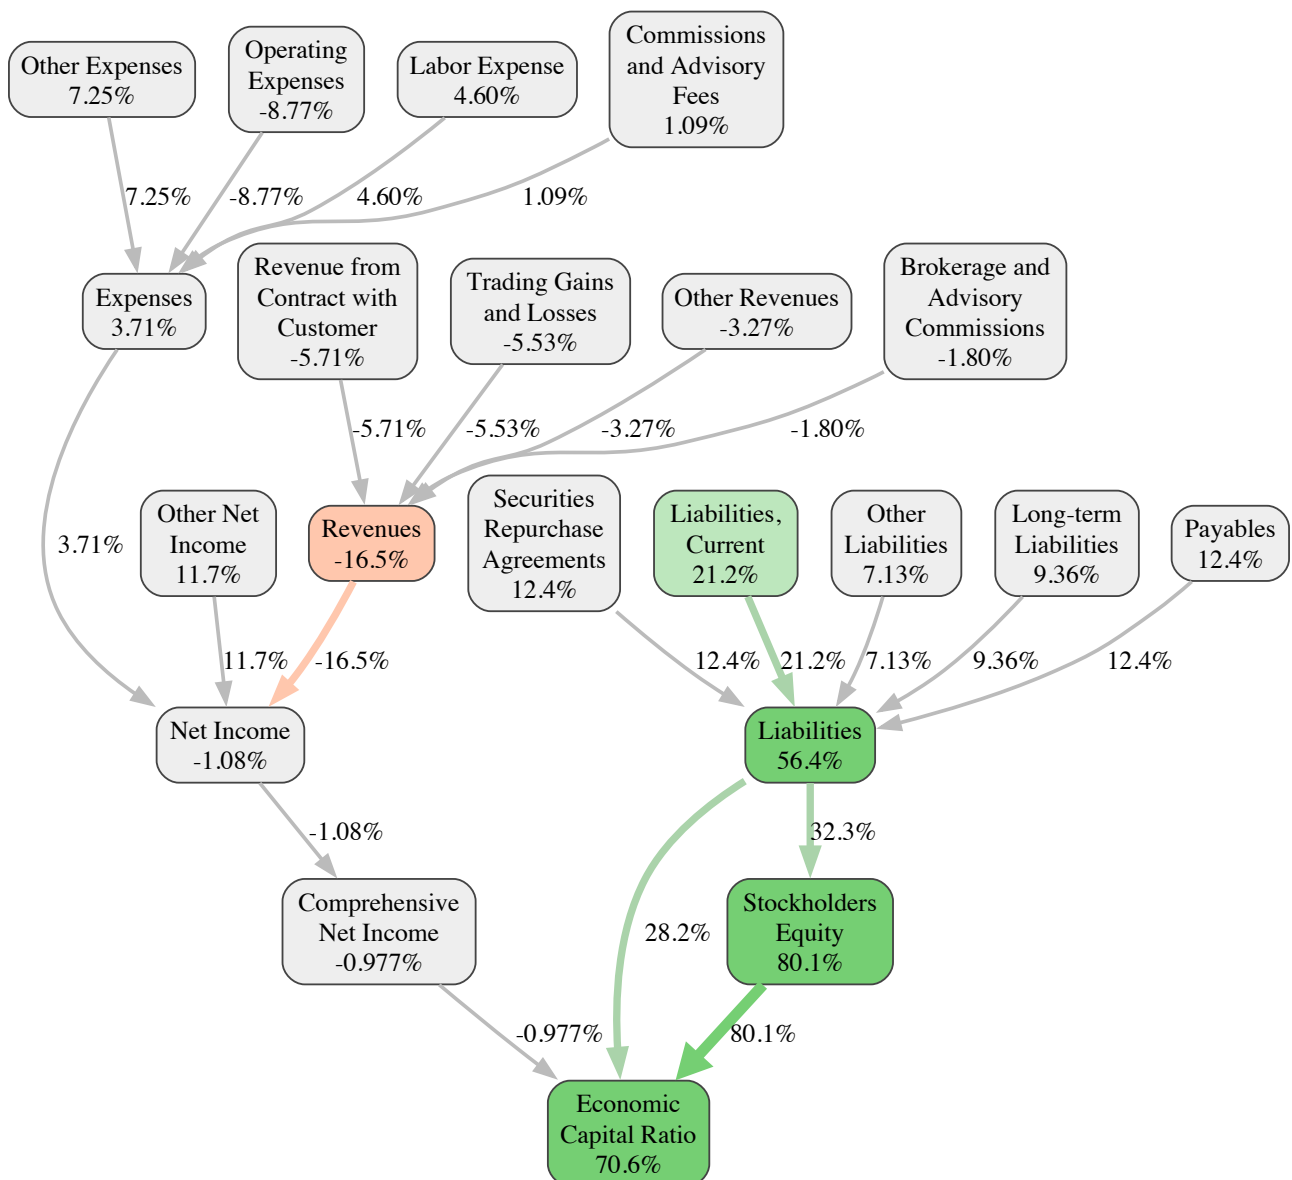 Other Expenses
7.25%
Operating
Expenses
-8.77%
Labor Expense
4.60%
Commissions
and Advisory
Fees
1.09%
7.25%
-8.77%
4.60%
1.09%
Expenses
3.71%
Revenue from
Contract with
Customer
-5.71%
Trading Gains
and Losses
-5.53%
Other Revenues
-3.27%
Brokerage and
Advisory
Commissions
-1.80%
-5.71%
-5.53%
-3.27%
-1.80%
3.71%
Other Net
Income
11.7%
Revenues
-16.5%
Securities
Repurchase
Agreements
12.4%
Liabilities,
Current
21.2%
Other
Liabilities
7.13%
Long-term
Liabilities
9.36%
Payables
12.4%
11.7%
-16.5%
12.4%
21.2%
7.13%
9.36%
12.4%
Net Income
-1.08%
Liabilities
56.4%
-1.08%
32.3%
Comprehensive
Net Income
-0.977%
28.2%
Stockholders
Equity
80.1%
-0.977%
80.1%
Economic
Capital Ratio
70.6%